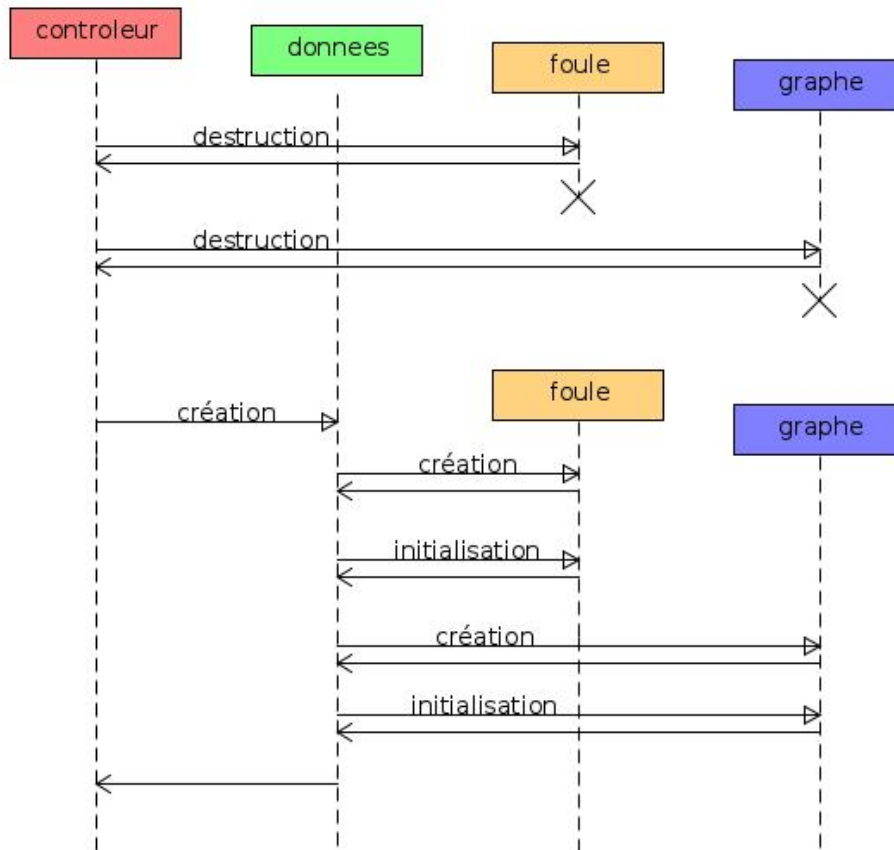 controleur
donnees
foule
graphe
destruction
destruction
foule
graphe
création
création
initialisation
création
initialisation